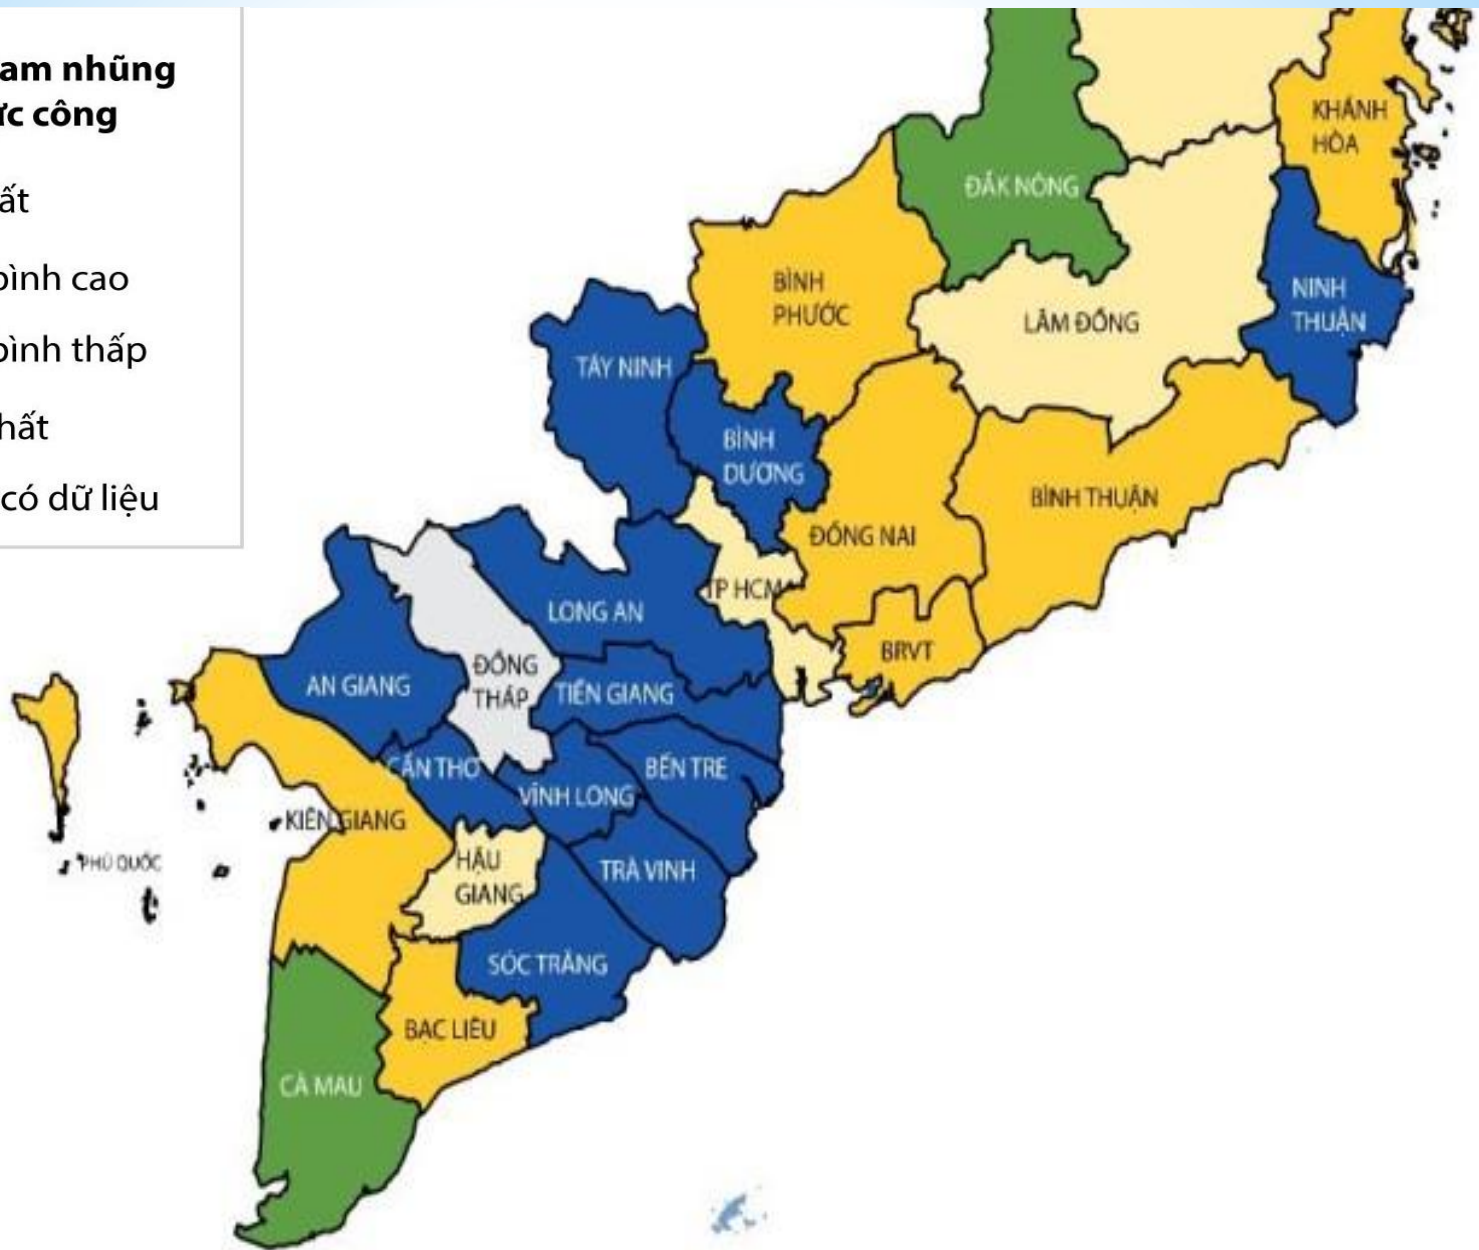 am nhũng
ực công
ất
bình cao
bình thấp
hất
có dữ liệu
KHÁNH
HÒA
ĐẮK NÔNG
BÌNH
PHƯỚC
NINH
THUẬN
LÂM ĐỒNG
TÂY NINH
BÌNH
DƯƠNG
BÌNH THUẬN
ĐỒNG NAI
TP HCM
LONG AN
BRVT
ĐỒNG
THÁP
AN GIANG
TIỀN GIANG
CẦN THƠ
BẾN TRE
VĨNH LONG
KIÊN GIANG
PHÚ QUỐC
HẬU
GIANG
TRÀ VINH
SÓC TRĂNG
BẠC LIÊU
CÀ MAU